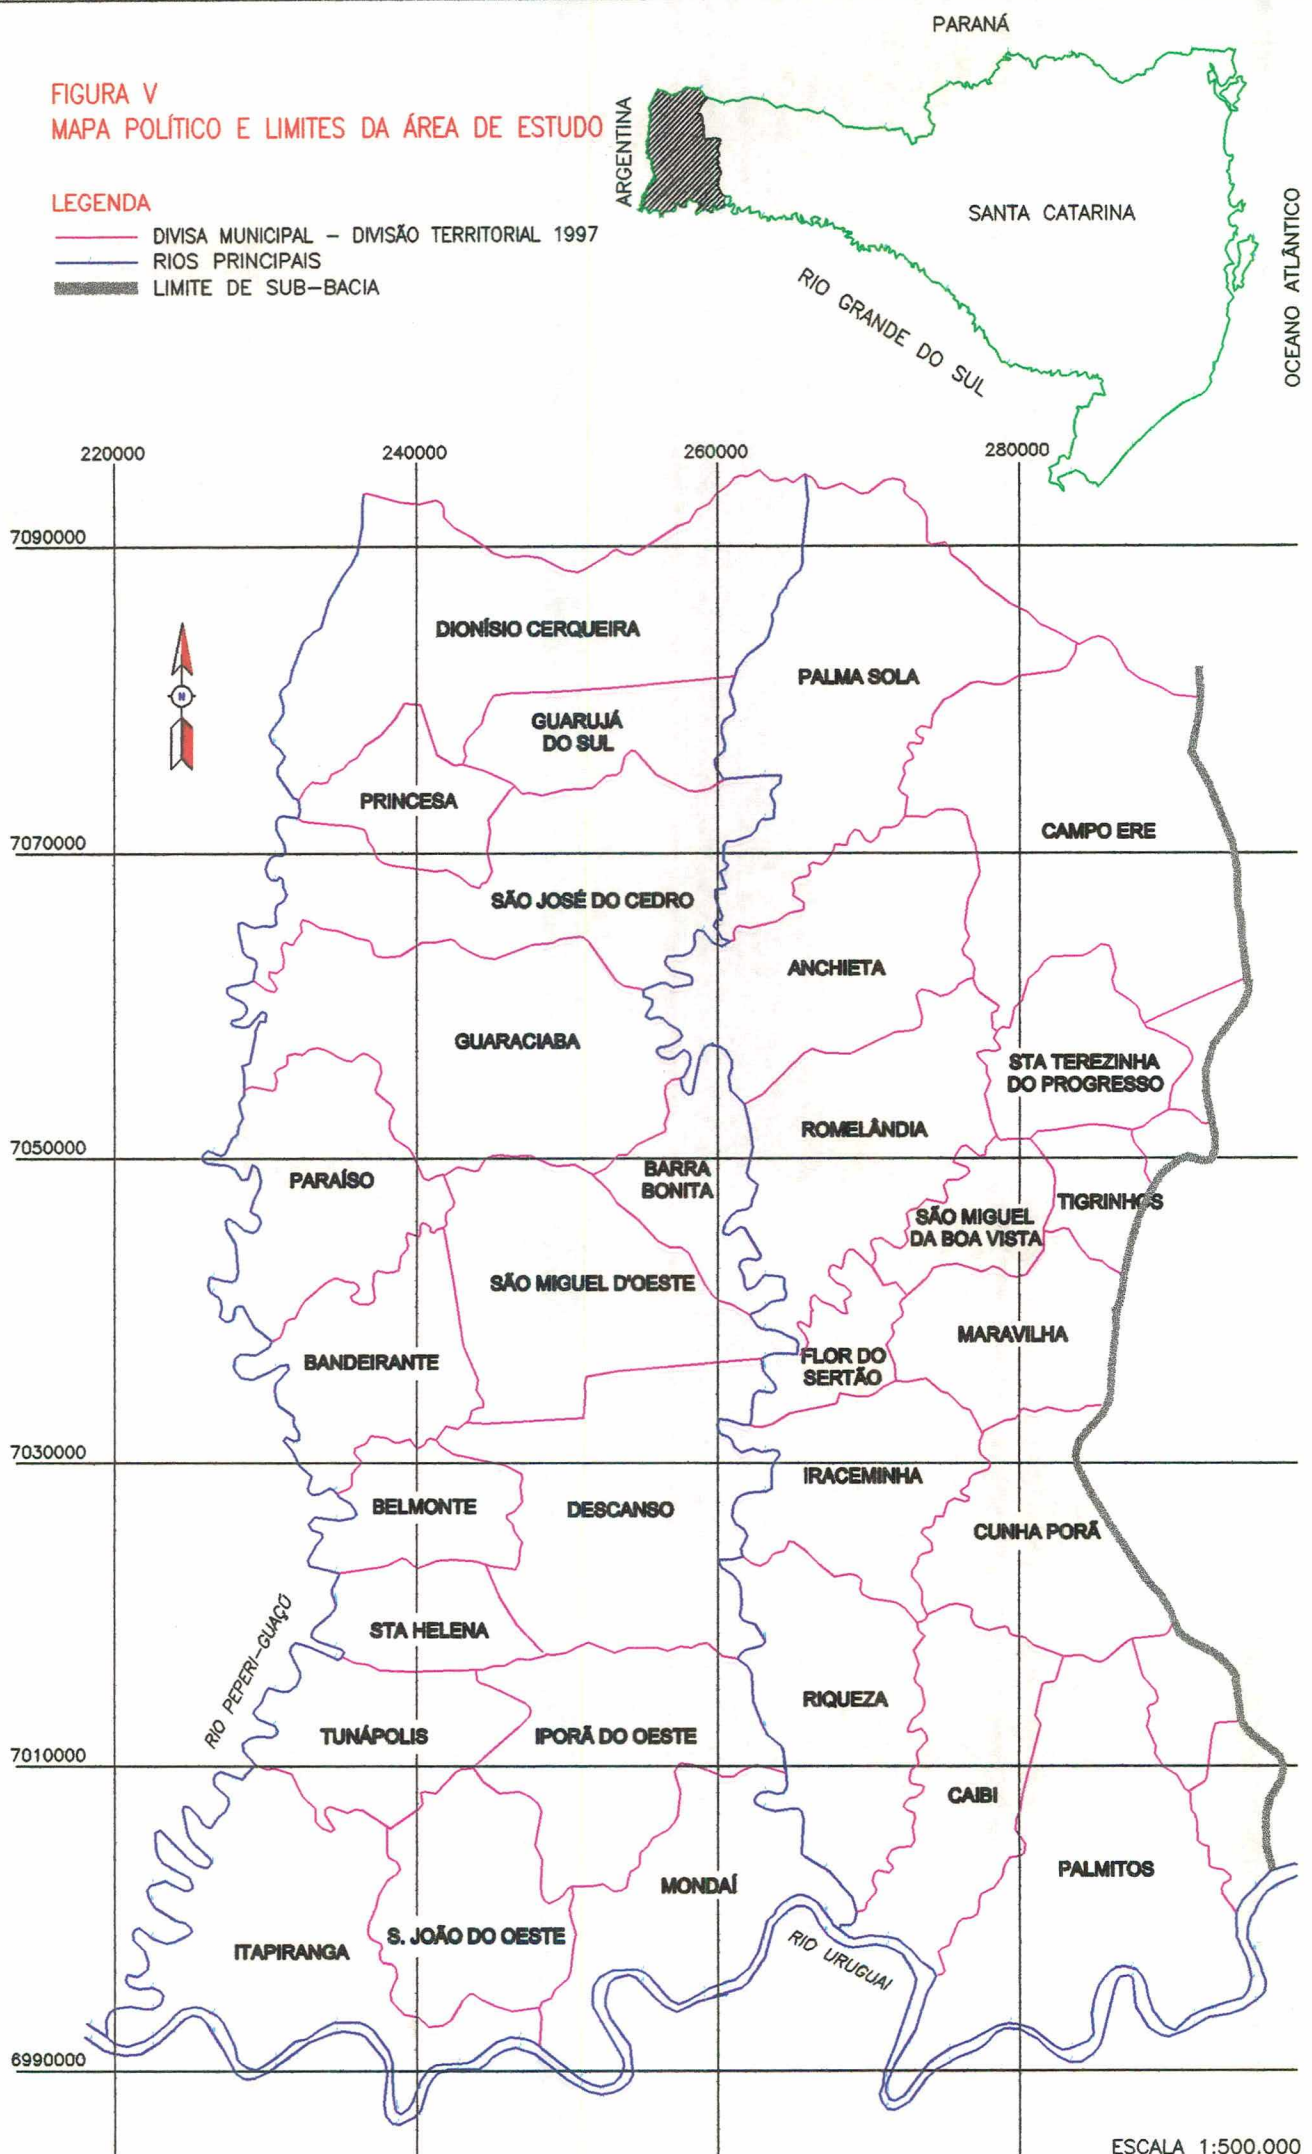 PARANÁ
FIGURA V
MAPA POLÍTICO E LIMITES DA ÁREA DE ESTUDO
ARGENTINA
LEGENDA
DIVISA MUNICIPAL – DIVISÃO TERRITORIAL 1997
RIOS PRINCIPAIS
LIMITE DE SUB–BACIA
SANTA CATARINA
OCEANO ATLÂNTICO
RIO GRANDE DO SUL
220000
240000
260000
280000
7090000
DIONÍSIO CERQUEIRA
PALMA SOLA
N
GUARUJÁ
DO SUL
PRINCESA
CAMPO ERE
7070000
SÃO JOSÉ DO CEDRO
ANCHIETA
GUARACIABA
STA TEREZINHA
DO PROGRESSO
ROMELÂNDIA
7050000
PARAÍSO
BARRA
BONITA
TIGRINHOS
SÃO MIGUEL
DA BOA VISTA
SÃO MIGUEL D'OESTE
MARAVILHA
BANDEIRANTE
FLOR DO
SERTÃO
7030000
IRACEMINHA
BELMONTE
DESCANSO
CUNHA PORÃ
STA HELENA
RIO PEPERI–GUAÇÚ
RIQUEZA
TUNÁPOLIS
IPORÃ DO OESTE
7010000
CAIBI
PALMITOS
MONDAÍ
S. JOÃO DO OESTE
ITAPIRANGA
RIO URUGUAI
6990000
ESCALA 1:500.000